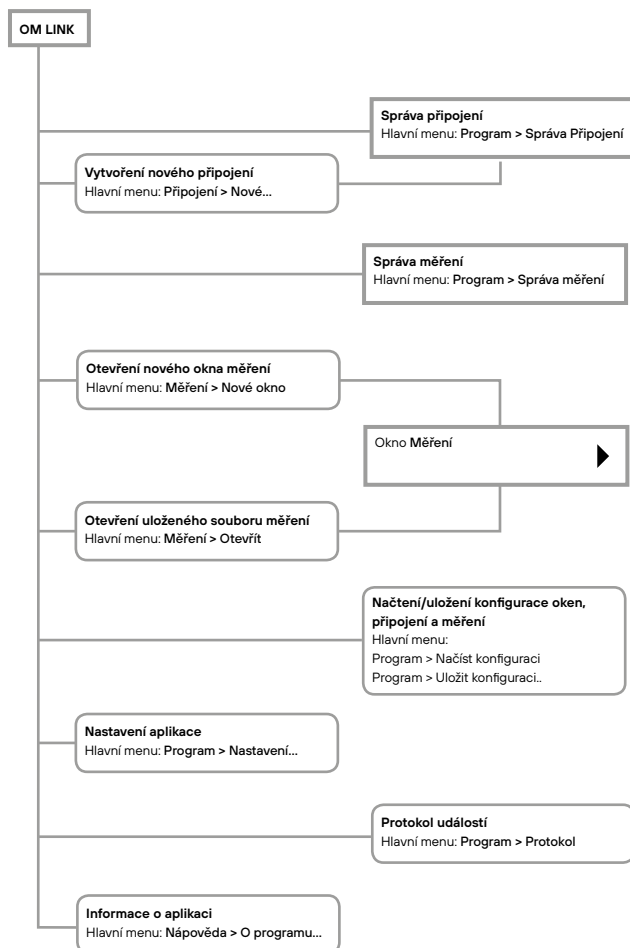 OM LINK
Správa připojení
Hlavní menu: Program > Správa Připojení
Vytvoření nového připojení
Hlavní menu: Připojení > Nové...
Správa měření
Hlavní menu: Program > Správa měření
Otevření nového okna měření
Hlavní menu: Měření > Nové okno
Okno Měření
Otevření uloženého souboru měření
Hlavní menu: Měření > Otevřít
Načtení/uložení konfigurace oken,
připojení a měření
Hlavní menu:
Program > Načíst konfiguraci
Program > Uložit konfiguraci..
Nastavení aplikace
Hlavní menu: Program > Nastavení...
Protokol událostí
Hlavní menu: Program > Protokol
Informace o aplikaci
Hlavní menu: Nápověda > O programu...